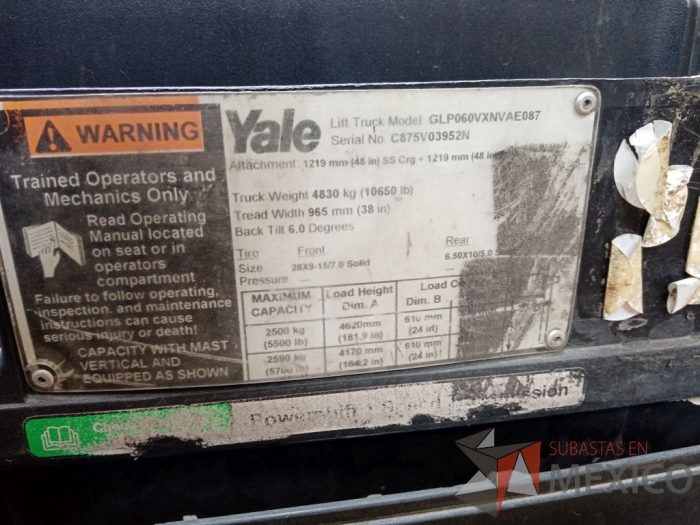 WARNING
Trained Operators and
Mechanics Only
Read Operating
Manual located
on seat or in
operators
compartment
Failure to follow operating,
inspection, and maintenance
instructions can cause
serious injury or death!
CAPACITY WITH MAST
VERTICAL AND
EQUIPPED AS SHOWN
Yale
Lift Truck Model GLP060VXNVAE087
Serial No. C875V03952N
Attachment: 1219 mm (48 in) SS Crg + 1219 mm (48 in)
Truck Weight 4830 kg (10650 lb)
Tread Width 965 mm (38 in)
Back Tilt 6.0 Degrees
Tire Front Rear
Size 28X9-15/7.0 Solid 6.50X10/5.0
Pressure
MAXIMUM CAPACITY Load Height Dim. A Load Dim. B
2500 kg (5500 lb) 4620mm (181.9 in) 610 mm (24 in)
2590 kg (5700 lb) 4170 mm (164.2 in) 610 mm (24 in)
SUBASTAS EN
MÉXICO